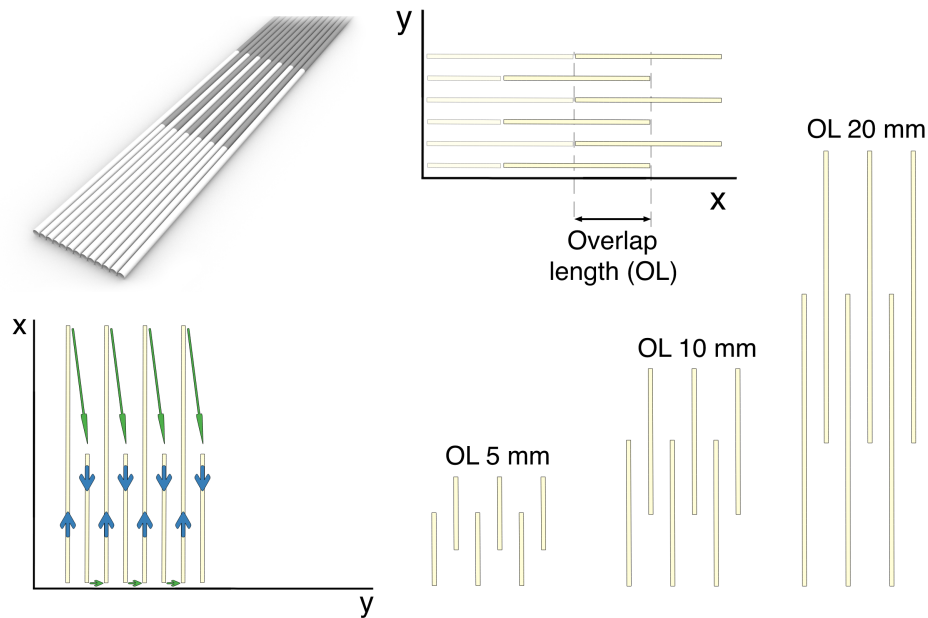 y
x
Overlap
length (OL)
OL 20 mm
x
y
OL 5 mm
OL 10 mm